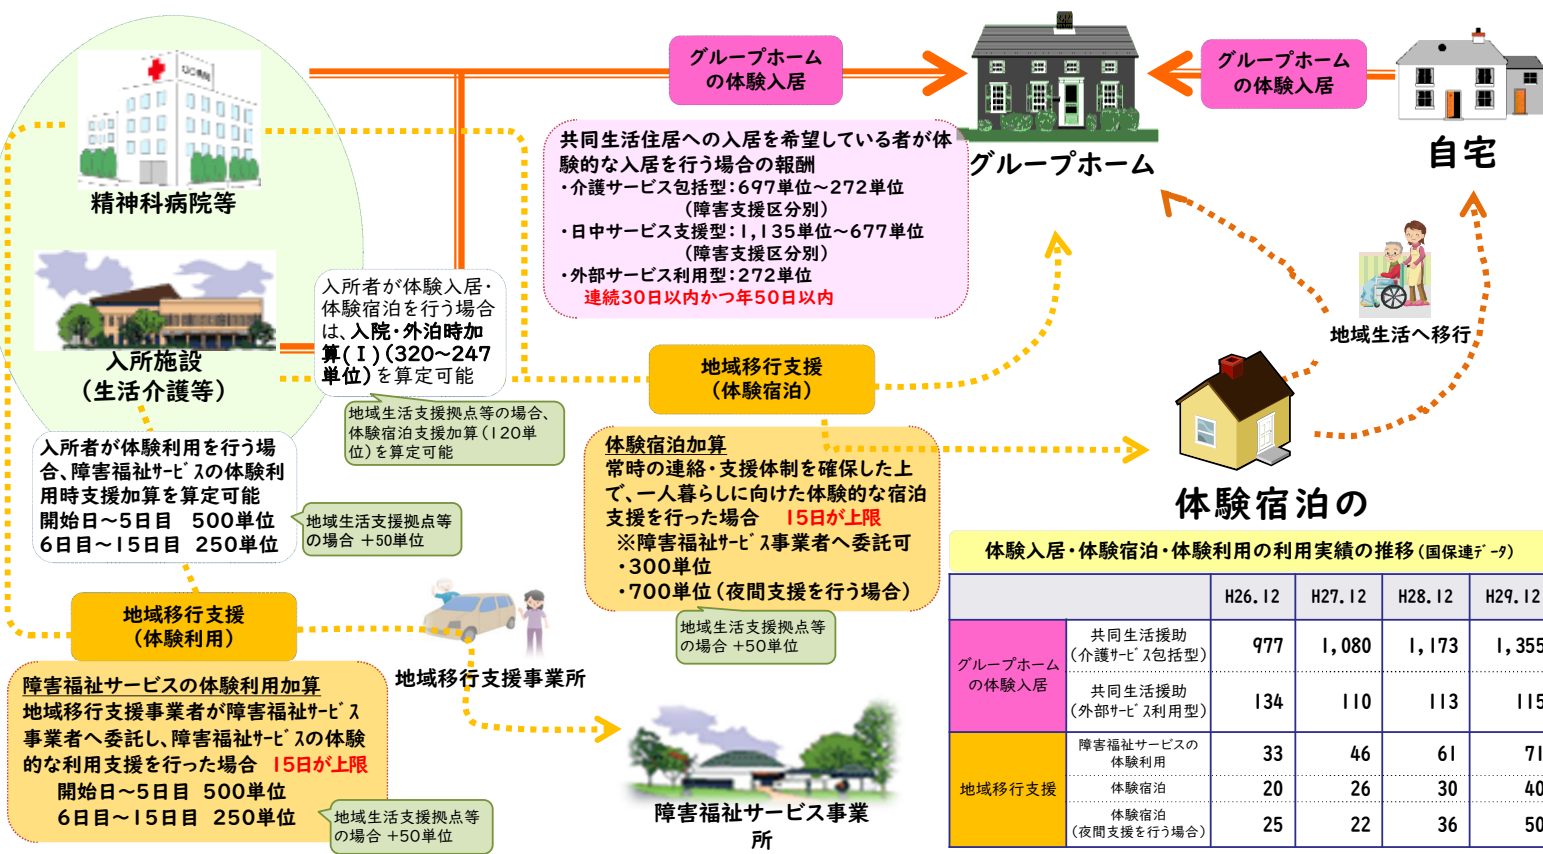 グループホーム
の体験入居
グループホーム
の体験入居
精神科病院等
グループホーム
自宅
共同生活住居への入居を希望している者が体
験的な入居を行う場合の報酬
・介護サービス包括型:697単位~272単位
(障害支援区分別)
・日中サービス支援型:1,135単位~677単位
(障害支援区分別)
・外部サービス利用型:272単位
連続30日以内かつ年50日以内
入所施設
(生活介護等)
入所者が体験入居・
体験宿泊を行う場合
は、入院・外泊時加
算(Ⅰ)(320~247
単位)を算定可能
地域生活支援拠点等の場合、
体験宿泊支援加算(120単
位)を算定可能
地域移行支援
(体験宿泊)
地域生活へ移行
入所者が体験利用を行う場
合、障害福祉サービスの体験利
用時支援加算を算定可能
開始日~5日目 500単位
6日目~15日目 250単位
地域生活支援拠点等
の場合 +50単位
体験宿泊加算
常時の連絡・支援体制を確保した上
で、一人暮らしに向けた体験的な宿泊
支援を行った場合 15日が上限
※障害福祉サービス事業者へ委託可
・300単位
・700単位(夜間支援を行う場合)
地域生活支援拠点等
の場合 +50単位
体験宿泊の
地域移行支援
(体験利用)
地域移行支援事業所
障害福祉サービスの体験利用加算
地域移行支援事業者が障害福祉サービス
事業者へ委託し、障害福祉サービスの体験
的な利用支援を行った場合 15日が上限
開始日~5日目 500単位
6日目~15日目 250単位
地域生活支援拠点等
の場合 +50単位
障害福祉サービス事業
所
体験入居・体験宿泊・体験利用の利用実績の推移(国保連データ)
H26.12 H27.12 H28.12 H29.12
グループホーム
の体験入居
共同生活援助
(介護サービス包括型)
977 1,080 1,173 1,355
共同生活援助
(外部サービス利用型)
134 110 113 115
地域移行支援
障害福祉サービスの
体験利用
33 46 61 71
体験宿泊
20 26 30 40
体験宿泊
(夜間支援を行う場合)
25 22 36 50